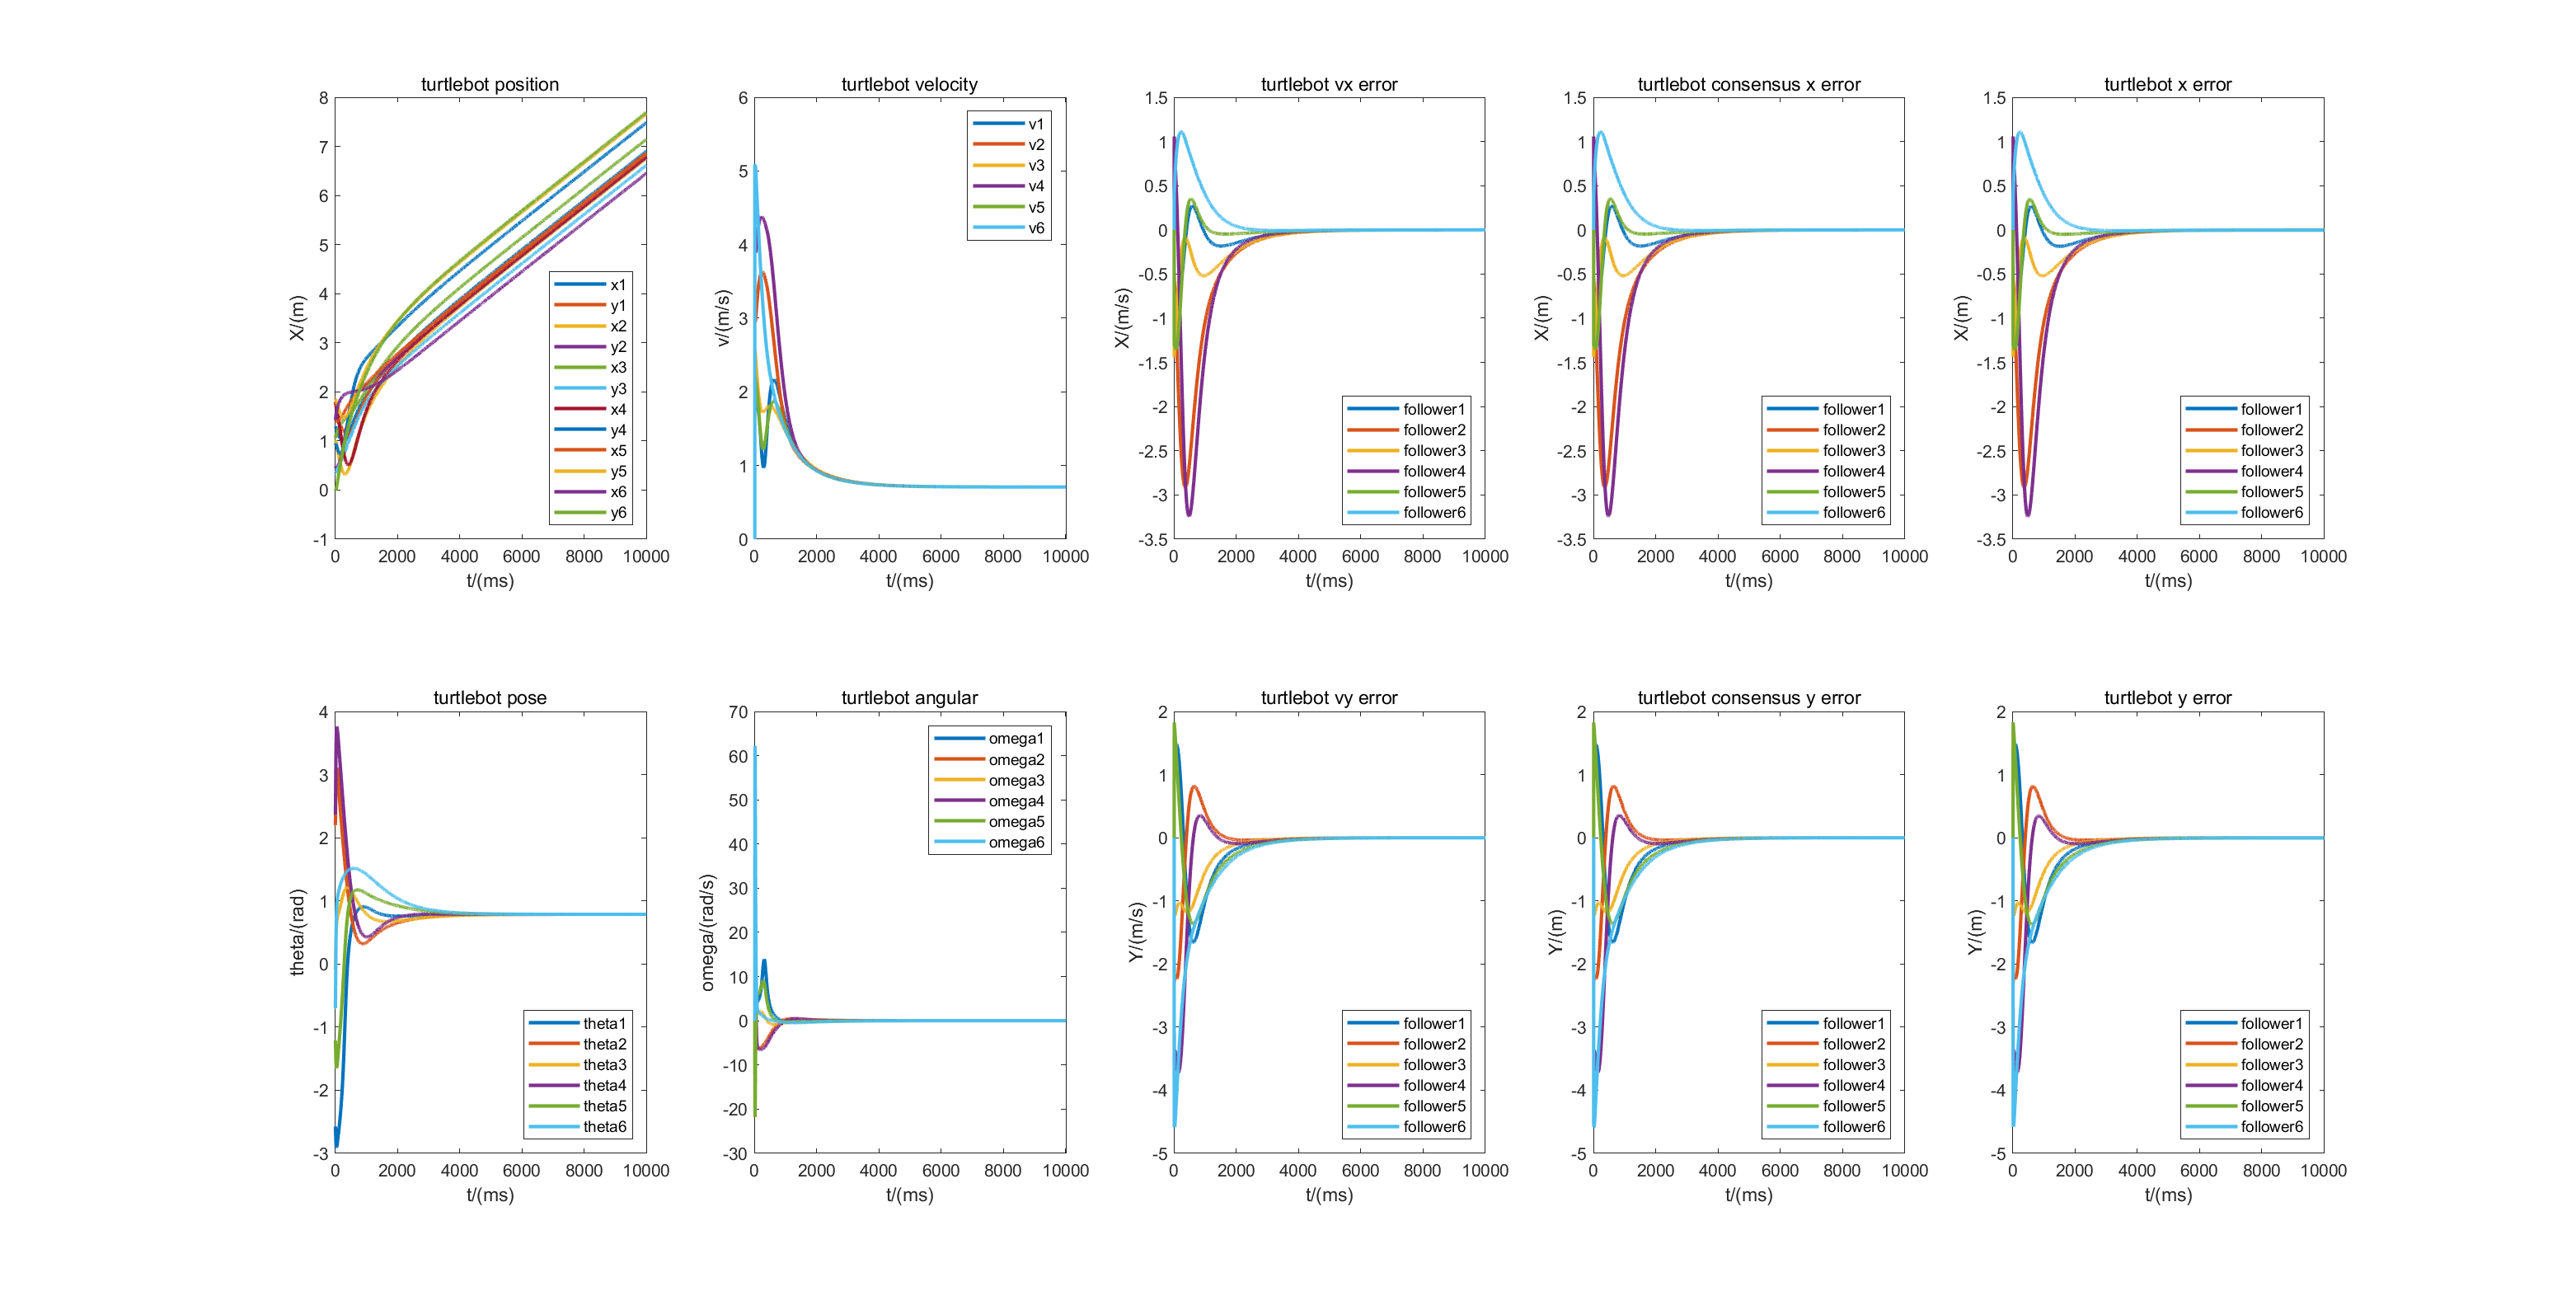 turtlebot position
8
7
6
5
4
3
2
1
0
-1
X/(m)
x1
y1
x2
y2
x3
y3
x4
y4
x5
y5
x6
y6
0 2000 4000 6000 8000 10000
t/(ms)
turtlebot velocity
6
5
4
3
2
1
0
v/(m/s)
v1
v2
v3
v4
v5
v6
0 2000 4000 6000 8000 10000
t/(ms)
turtlebot vx error
1.5
1
0.5
0
-0.5
-1
-1.5
-2
-2.5
-3
-3.5
X/(m/s)
follower1
follower2
follower3
follower4
follower5
follower6
0 2000 4000 6000 8000 10000
t/(ms)
turtlebot consensus x error
1.5
1
0.5
0
-0.5
-1
-1.5
-2
-2.5
-3
-3.5
X/(m)
follower1
follower2
follower3
follower4
follower5
follower6
0 2000 4000 6000 8000 10000
t/(ms)
turtlebot x error
1.5
1
0.5
0
-0.5
-1
-1.5
-2
-2.5
-3
-3.5
X/(m)
follower1
follower2
follower3
follower4
follower5
follower6
0 2000 4000 6000 8000 10000
t/(ms)
turtlebot pose
4
3
2
1
0
-1
-2
-3
theta/(rad)
theta1
theta2
theta3
theta4
theta5
theta6
0 2000 4000 6000 8000 10000
t/(ms)
turtlebot angular
70
60
50
40
30
20
10
0
-10
-20
-30
omega/(rad/s)
omega1
omega2
omega3
omega4
omega5
omega6
0 2000 4000 6000 8000 10000
t/(ms)
turtlebot vy error
2
1
0
-1
-2
-3
-4
-5
Y/(m/s)
follower1
follower2
follower3
follower4
follower5
follower6
0 2000 4000 6000 8000 10000
t/(ms)
turtlebot consensus y error
2
1
0
-1
-2
-3
-4
-5
Y/(m)
follower1
follower2
follower3
follower4
follower5
follower6
0 2000 4000 6000 8000 10000
t/(ms)
turtlebot y error
2
1
0
-1
-2
-3
-4
-5
Y/(m)
follower1
follower2
follower3
follower4
follower5
follower6
0 2000 4000 6000 8000 10000
t/(ms)